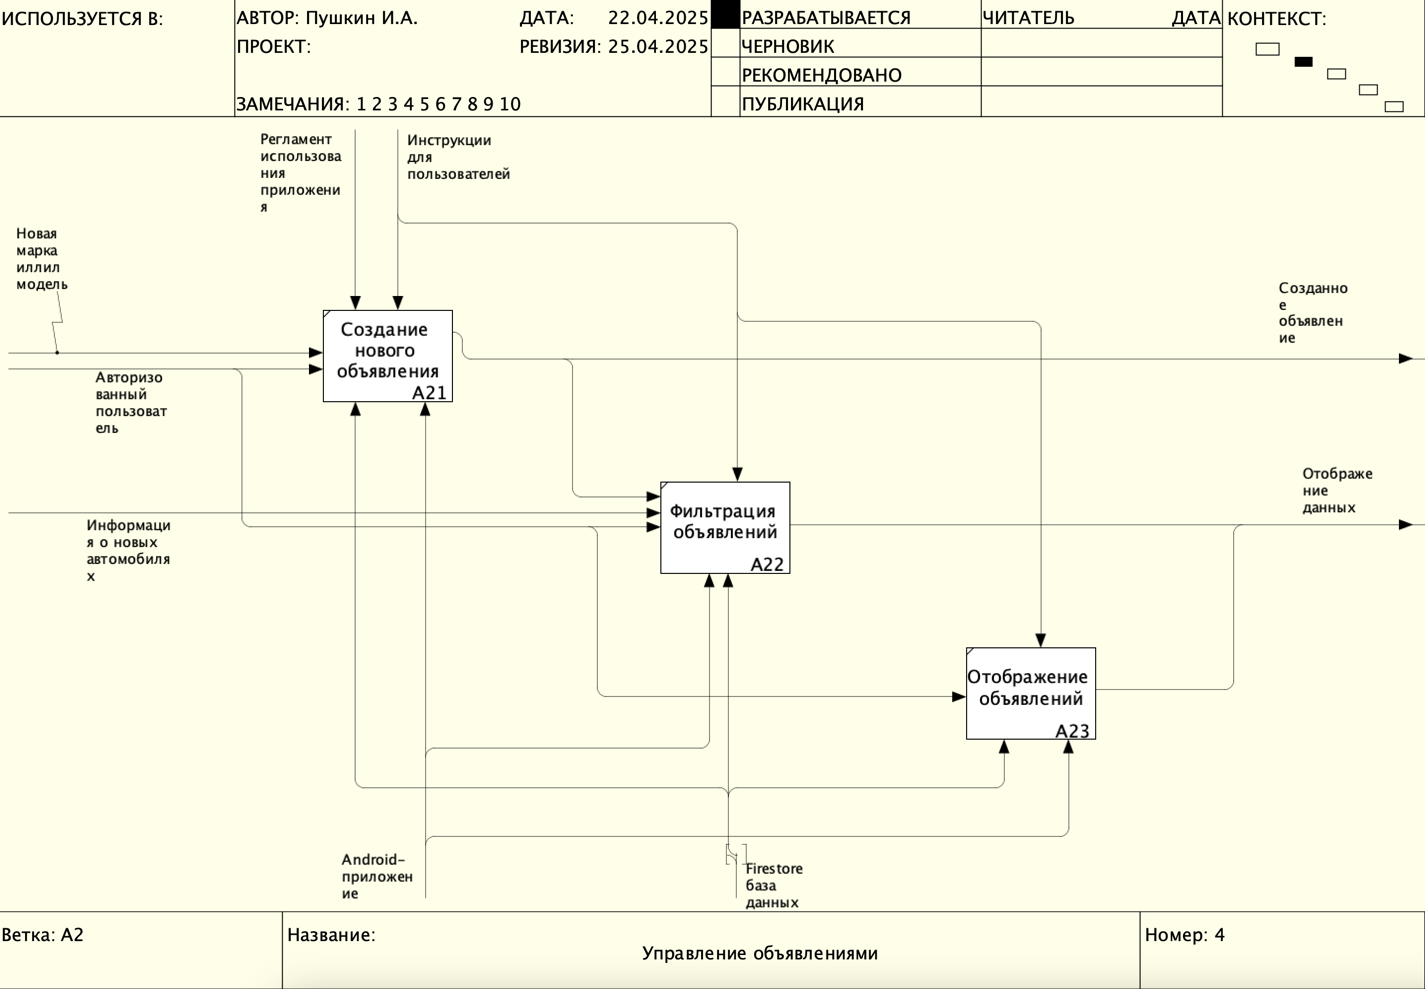 ИСПОЛЬЗУЕТСЯ В:
АВТОР: Пушкин И.А.
ДАТА: 22.04.2025
РАЗРАБАТЫВАЕТСЯ
ЧИТАТЕЛЬ
ДАТА
КОНТЕКСТ:
ПРОЕКТ:
РЕВИЗИЯ: 25.04.2025
ЧЕРНОВИК
РЕКОМЕНДОВАНО
ЗАМЕЧАНИЯ: 1 2 3 4 5 6 7 8 9 10
ПУБЛИКАЦИЯ
Регламент
использова
ния
приложени
я
Инструкции
для
пользователей
Новая
марка
иллил
модель
Создание
нового
объявления
A21
Созданно
е
объявлен
ие
Авторизо
ванный
пользоват
ель
Отображе
ние
данных
Информаци
я о новых
автомобиля
х
Фильтрация
объявлений
A22
Отображение
объявлений
A23
Android-
приложен
ие
Firestore
база
данных
Ветка: A2
Название:
Управление объявлениями
Номер: 4